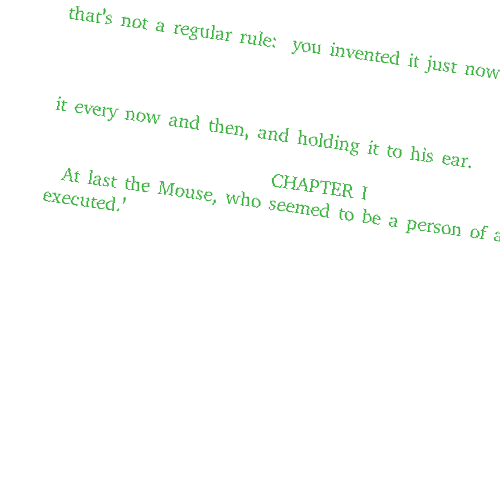 that's not a regular rule:  you invented it just now
it every now and then, and holding it to his ear.
CHAPTER I
At last the Mouse, who seemed to be a person of
executed.'